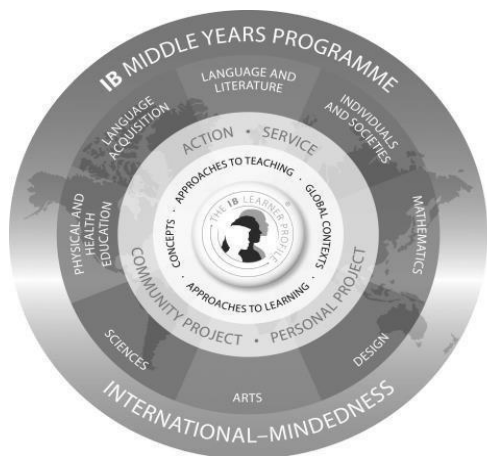 IB MIDDLE YEARS PROGRAMME
LANGUAGE AND
LITERATURE
LANGUAGE
ACQUISITION
INDIVIDUALS
AND SOCIETIES
PHYSICAL AND
HEALTH
EDUCATION
MATHEMATICS
SCIENCES
DESIGN
ARTS
ACTION • SERVICE
COMMUNITY PROJECT • PERSONAL PROJECT
APPROACHES TO TEACHING
CONCEPTS
GLOBAL CONTEXTS
APPROACHES TO LEARNING
THE IB LEARNER PROFILE
®
INTERNATIONAL–MINDEDNESS